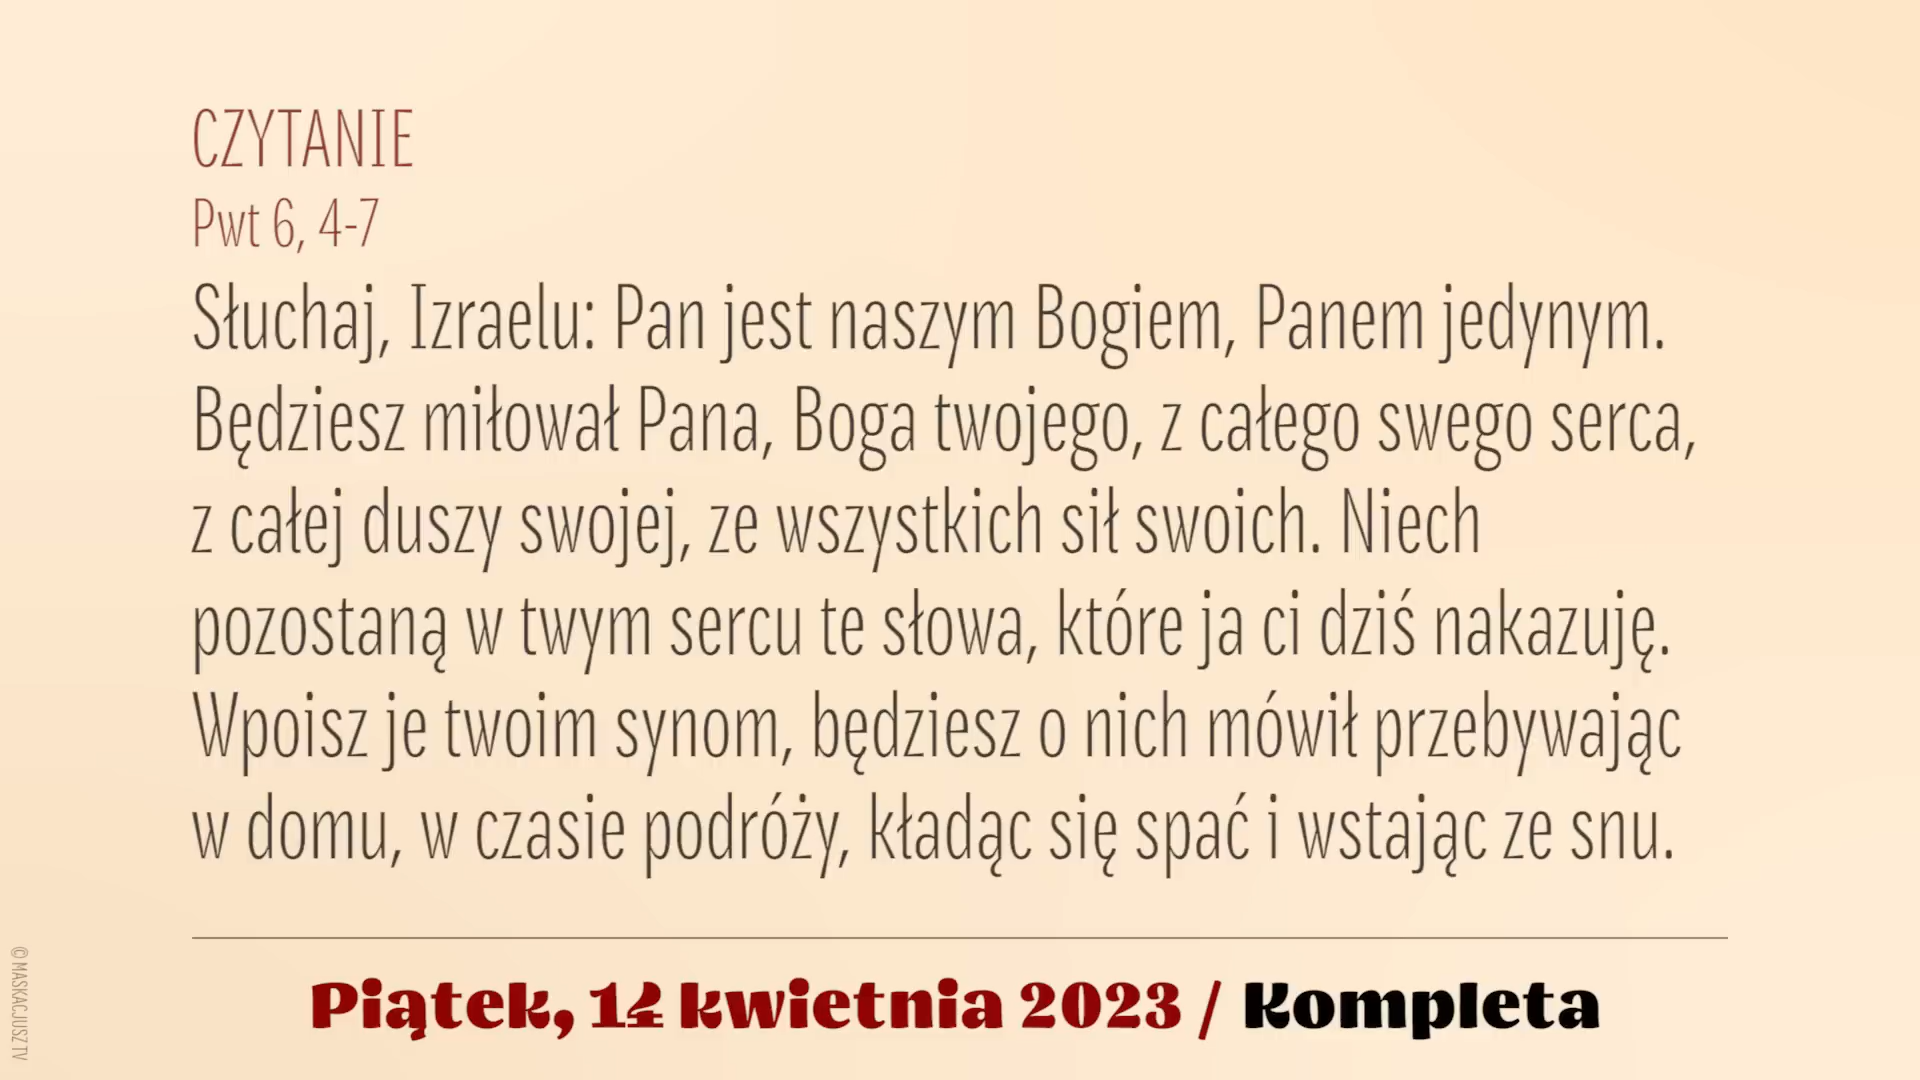 CZYTANIE
Pwt 6, 4-7
Słuchaj, Izraelu: Pan jest naszym Bogiem, Panem jedynym.
Będziesz miłował Pana, Boga twojego, z całego swego serca,
z całej duszy swojej, ze wszystkich sił swoich. Niech
pozostaną w twym sercu te słowa, które ja ci dziś nakazuję.
Wpoisz je twoim synom, będziesz o nich mówił przebywając
w domu, w czasie podróży, kładąc się spać i wstając ze snu.
Piątek, 14 kwietnia 2023 / Kompleta
© MASKACJUSZ TV